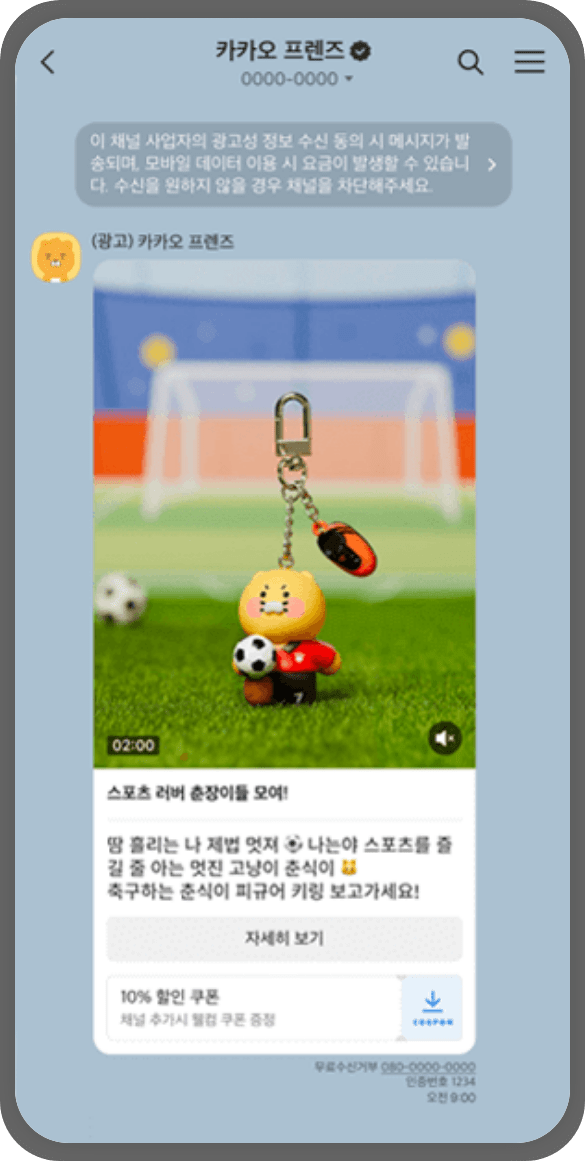 카카오 프렌즈
0000-0000
이 채널 사업자의 광고성 정보 수신 동의 시 메시지가 발
송되며, 모바일 데이터 이용 시 요금이 발생할 수 있습니
다. 수신을 원하지 않을 경우 채널을 차단해주세요.
(광고) 카카오 프렌즈
7
02:00
스포츠 러버 춘장이들 모여!
땀 흘리는 나 제법 멋져 ⚽ 나는야 스포츠를 즐
길 줄 아는 멋진 고냥이 춘식이 🐱
축구하는 춘식이 피규어 키링 보고가세요!
자세히 보기
10% 할인 쿠폰
채널 추가시 웰컴 쿠폰 증정
COUPON
무료수신거부 080-0000-0000
인증번호 1234
오전 9:00